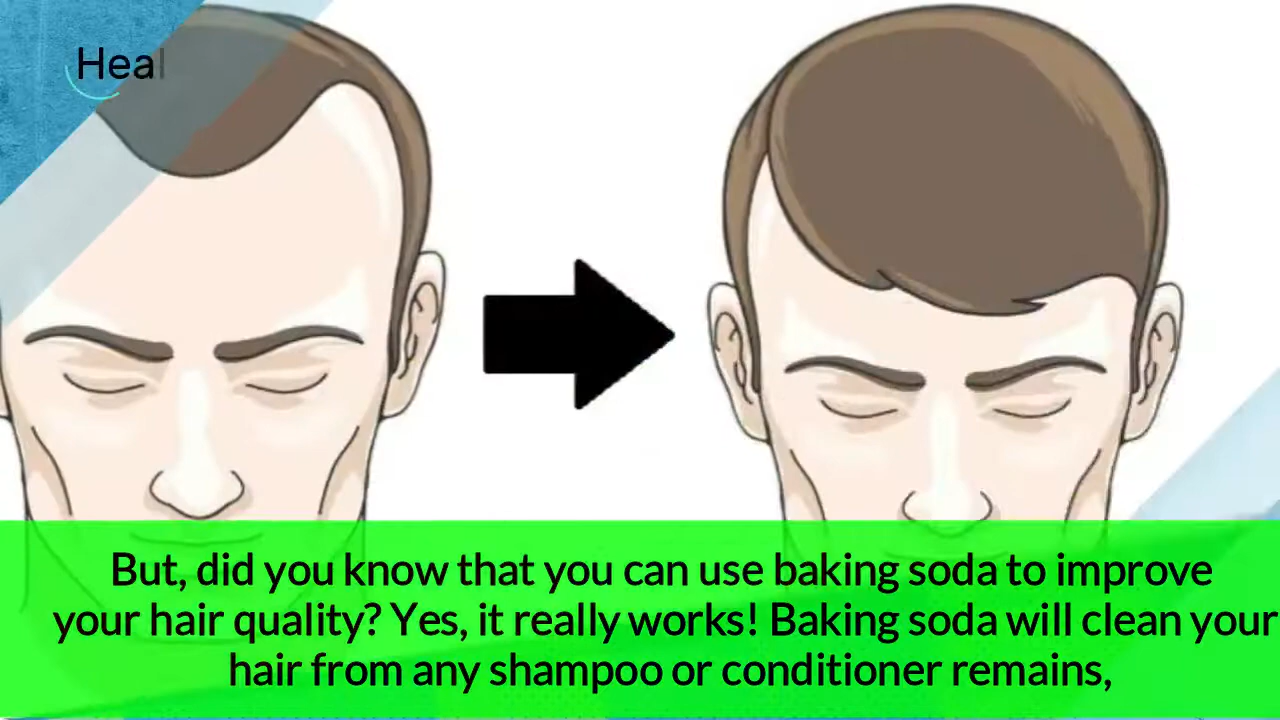 Heal
But, did you know that you can use baking soda to improve
your hair quality? Yes, it really works! Baking soda will clean your
hair from any shampoo or conditioner remains,